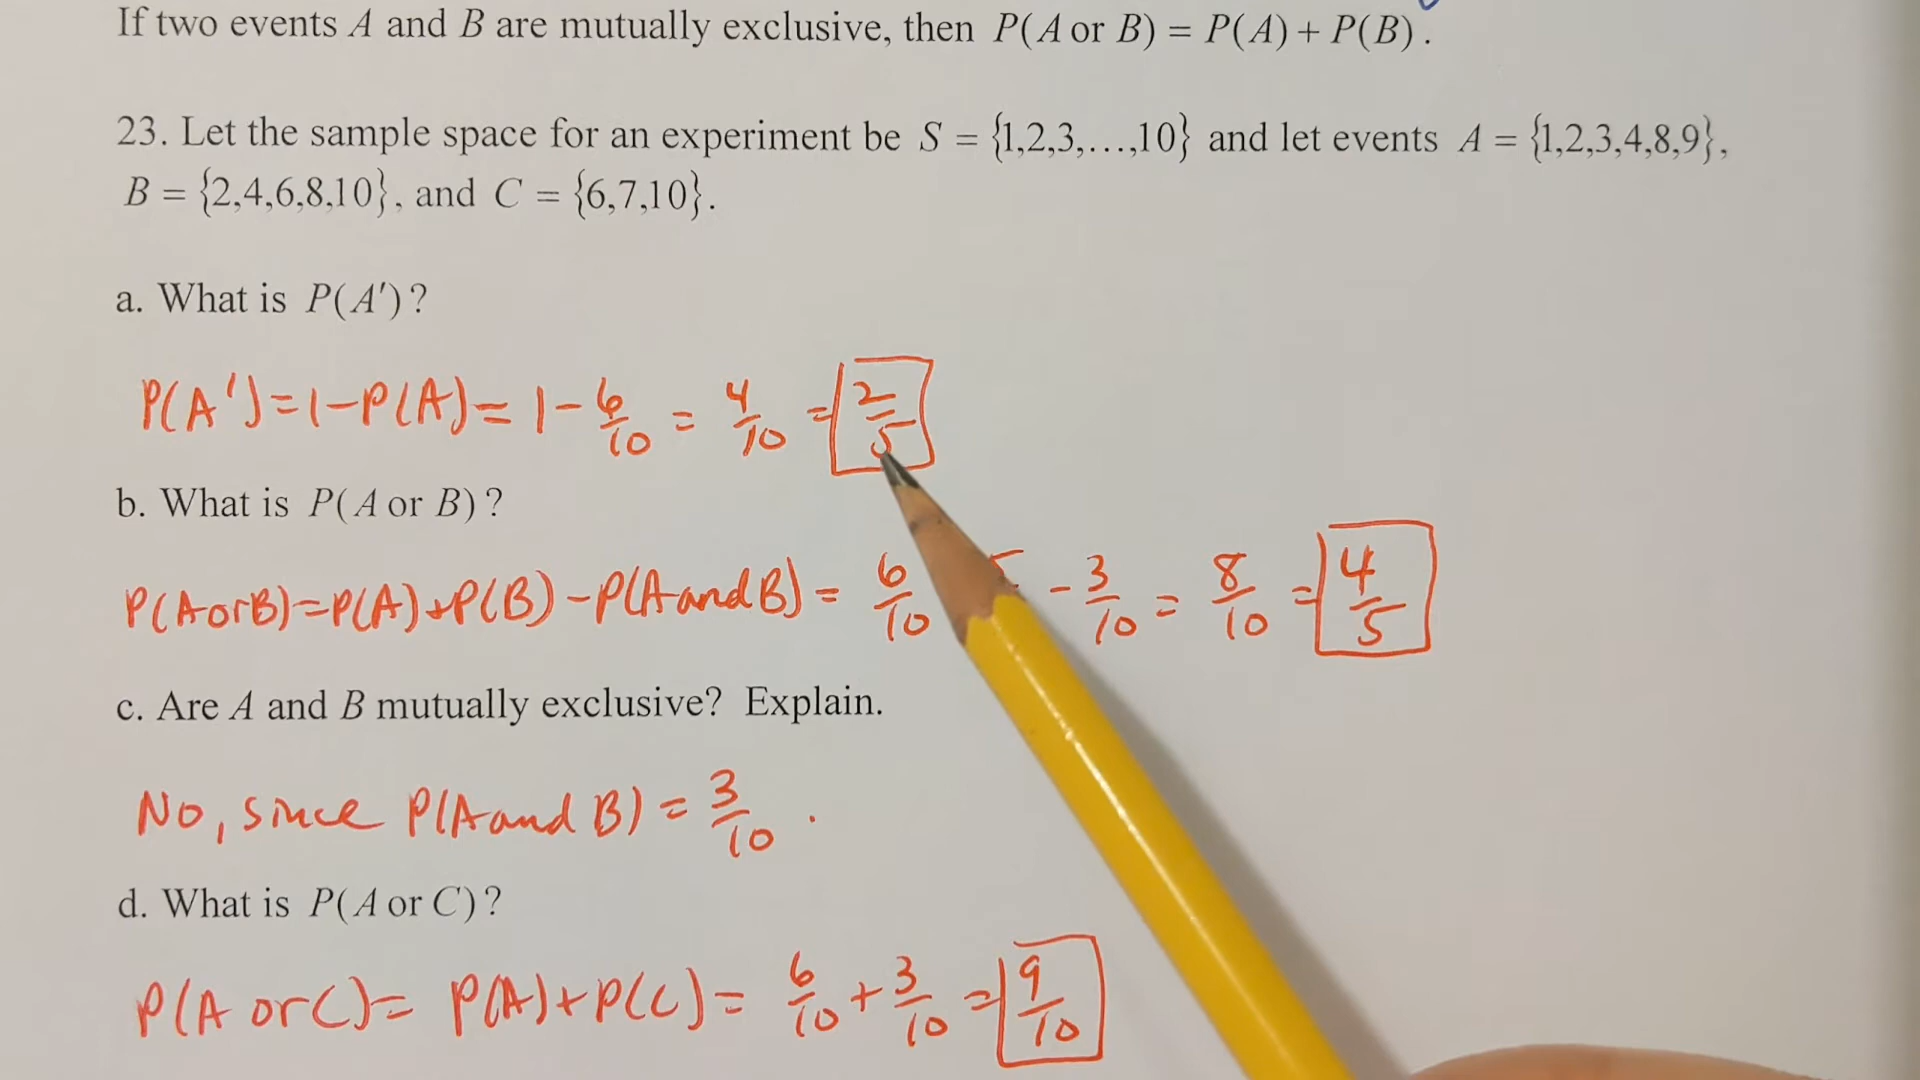 If two events A and B are mutually exclusive, then P(A or B) = P(A) + P(B).
23. Let the sample space for an experiment be S = {1,2,3,…,10} and let events A = {1,2,3,4,8,9},
B = {2,4,6,8,10}, and C = {6,7,10}.
a. What is P(A′)?
P(A') = 1 - P(A) = 1 - 6/10 = 4/10 = 2/5
b. What is P(A or B)?
P(A or B) = P(A) + P(B) - P(A and B) = 6/10 - 3/10 = 8/10 = 4/5
c. Are A and B mutually exclusive? Explain.
No, since P(A and B) = 3/10 .
d. What is P(A or C)?
P(A or C) = P(A) + P(C) = 6/10 + 3/10 = 9/10